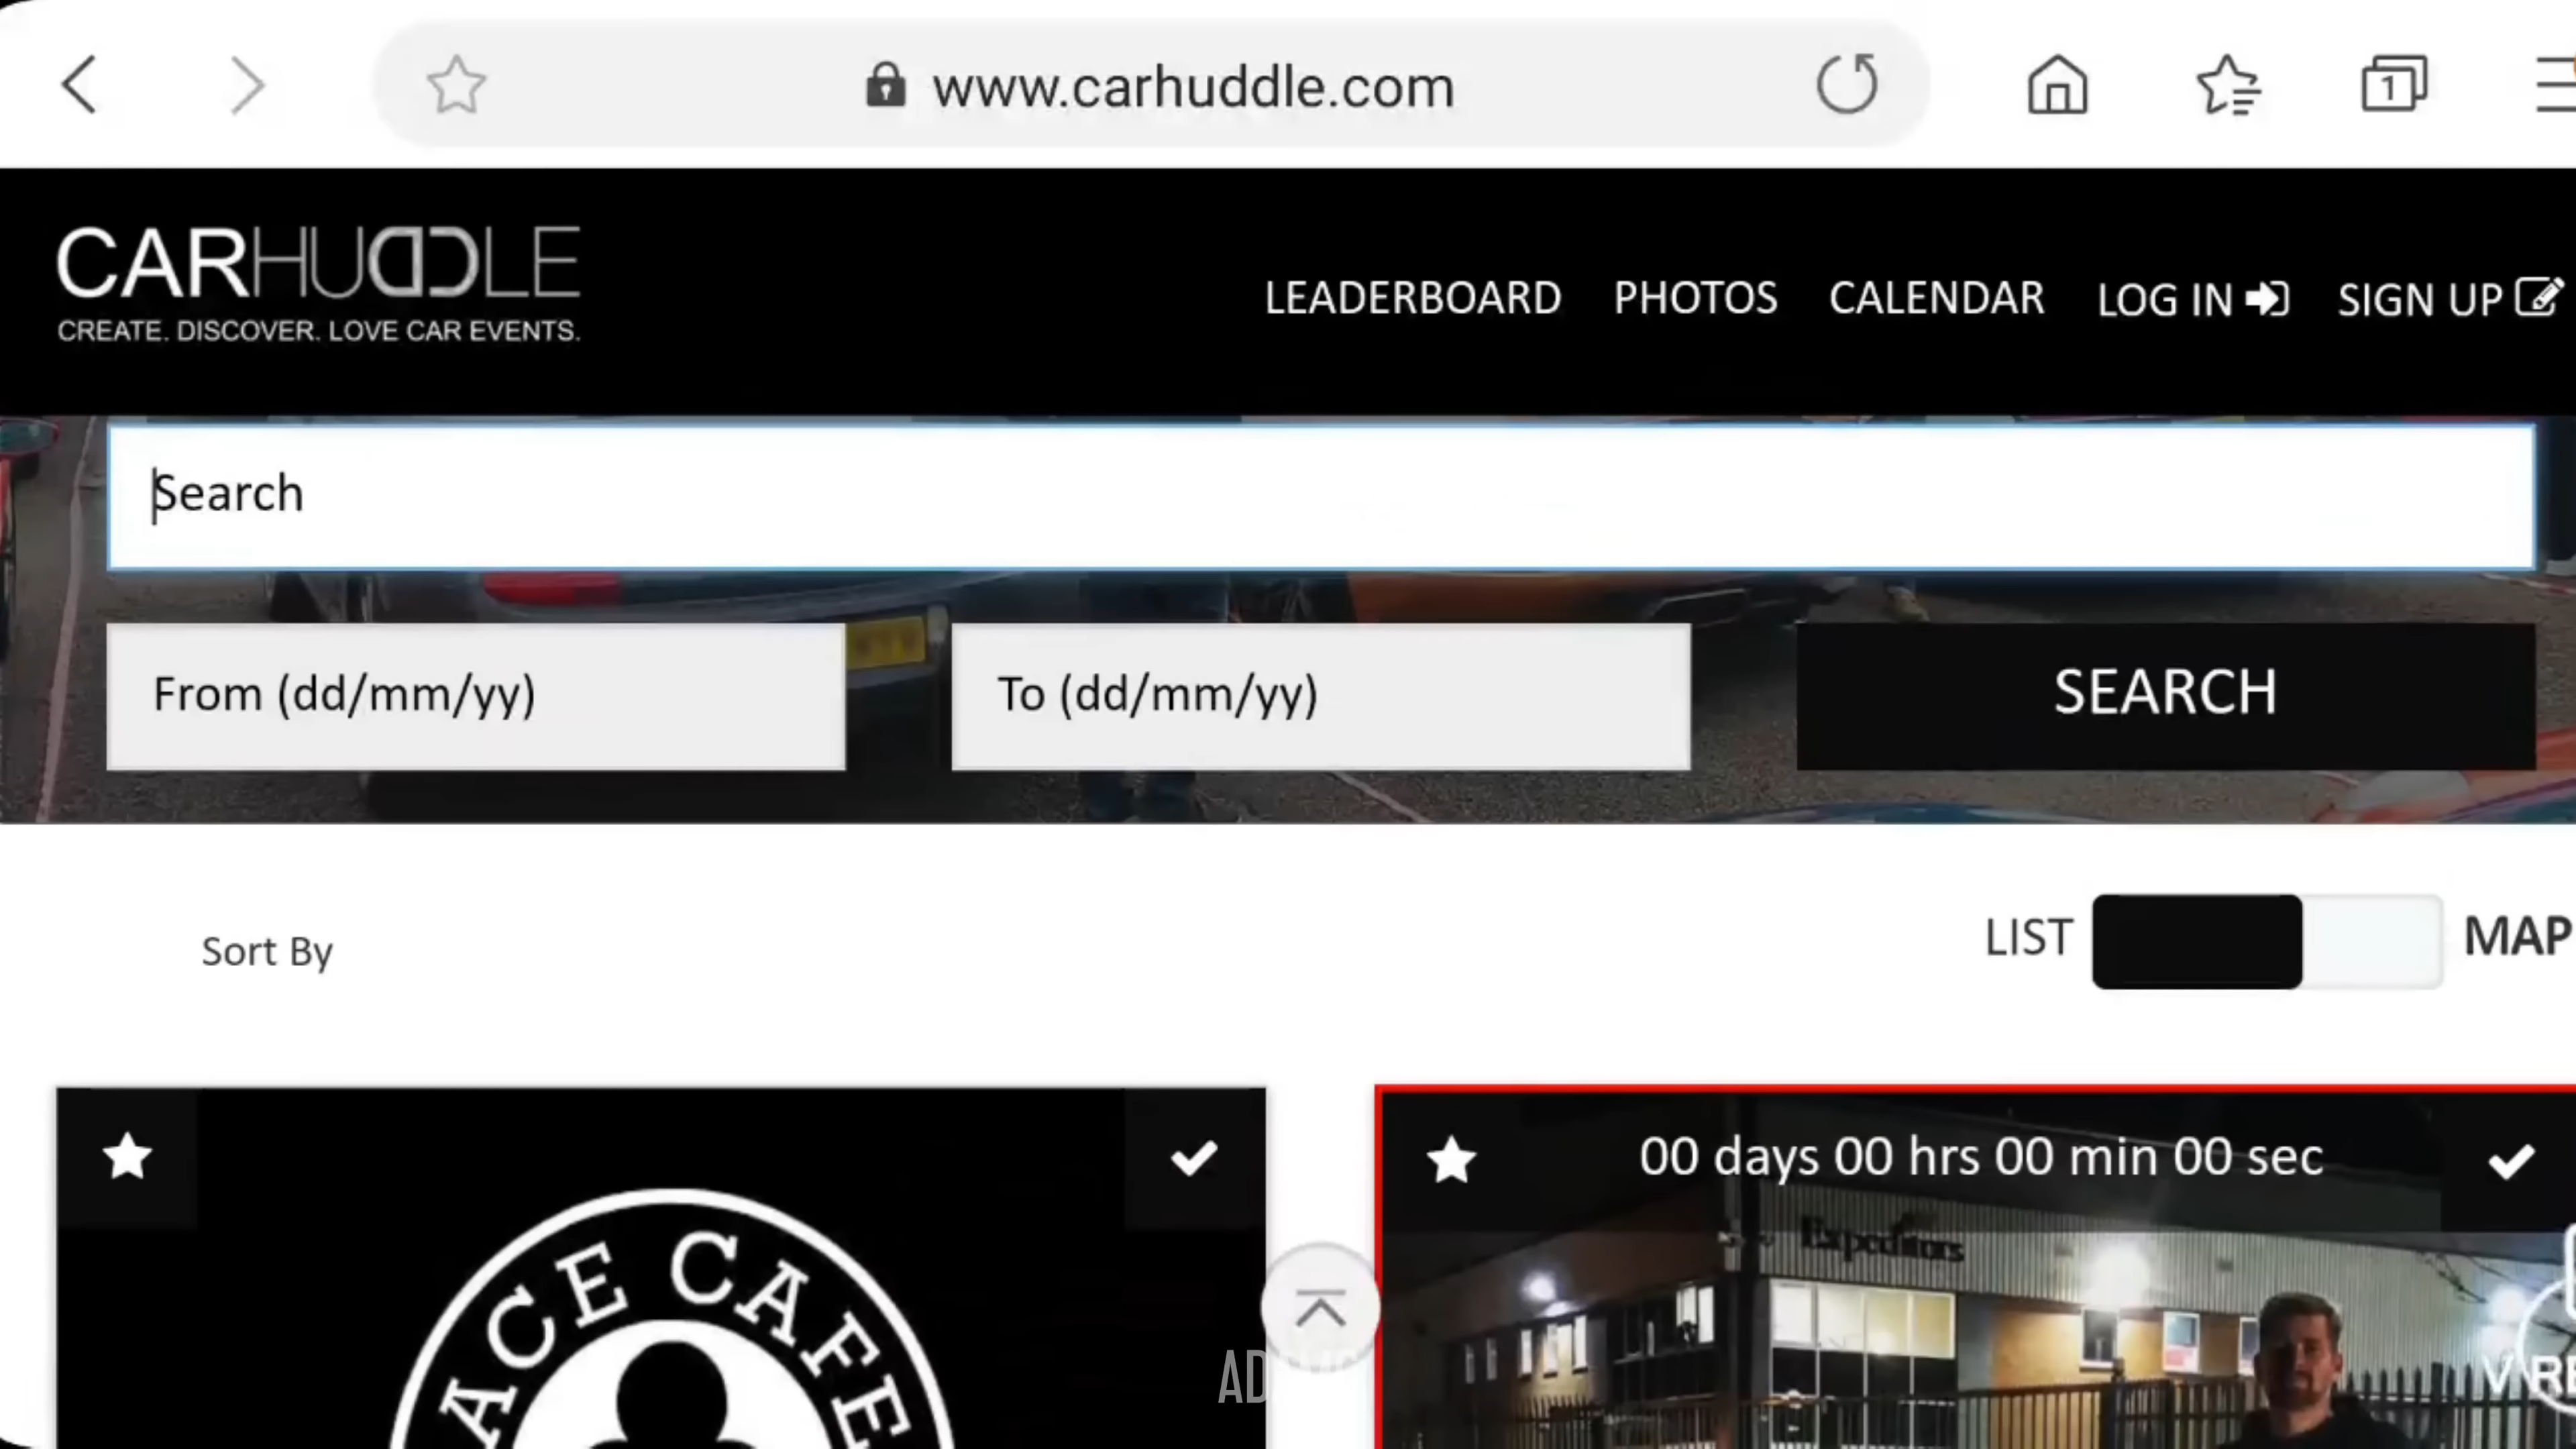 www.carhuddle.com
1
CARHUDDLE
CREATE. DISCOVER. LOVE CAR EVENTS.
LEADERBOARD PHOTOS CALENDAR LOG IN SIGN UP
Search
From (dd/mm/yy) To (dd/mm/yy) SEARCH
Sort By
LIST MAP
00 days 00 hrs 00 min 00 sec
Expeditors
ACE CAFE